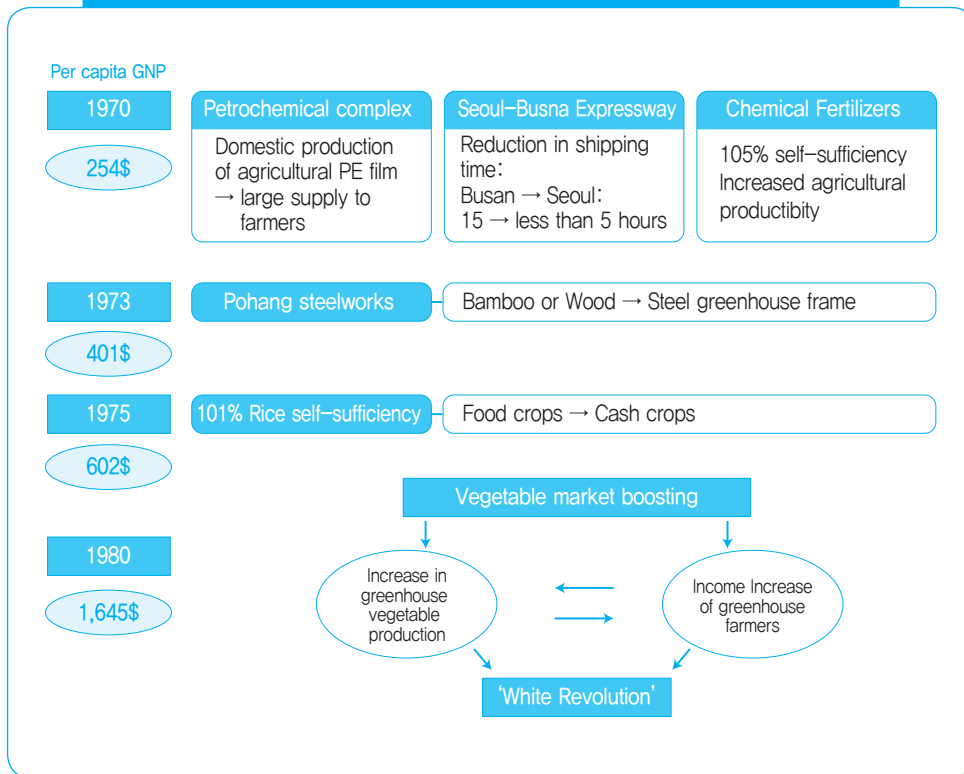 Per capita GNP
1970
254$
Petrochemical complex
Domestic production
of agricultural PE film
→ large supply to
farmers
Seoul-Busna Expressway
Reduction in shipping
time:
Busan → Seoul:
15 → less than 5 hours
Chemical Fertilizers
105% self-sufficiency
Increased agricultural
productibity
1973
401$
Pohang steelworks
Bamboo or Wood → Steel greenhouse frame
1975
602$
101% Rice self-sufficiency
Food crops → Cash crops
1980
1,645$
Vegetable market boosting
Increase in
greenhouse
vegetable
production
Income Increase
of greenhouse
farmers
‘White Revolution’